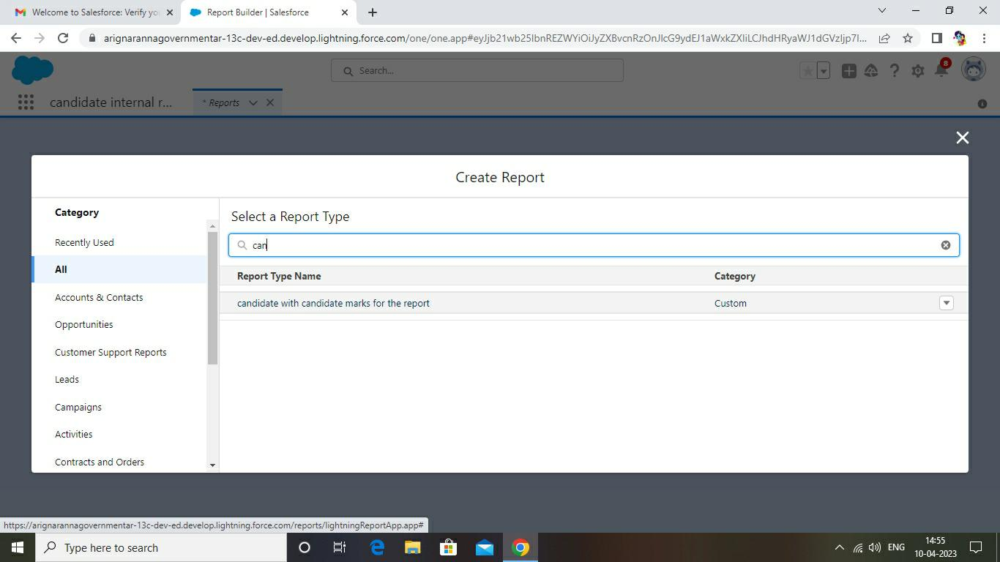 Welcome to Salesforce: Verify yo
Report Builder | Salesforce
arignarannagovernmentar-13c-dev-ed.develop.lightning.force.com/one/one.app#eyJjb21wb25lbnREZWYiOiJyZXBvcnRzOnJlcG9ydEJ1aWxkZXIiLCJhdHRyaWJ1dGVzIjp7I...
Search...
8
candidate internal r...
* Reports
Create Report
Category
Recently Used
All
Accounts & Contacts
Opportunities
Customer Support Reports
Leads
Campaigns
Activities
Contracts and Orders
Select a Report Type
can
Report Type Name
Category
candidate with candidate marks for the report
Custom
https://arignarannagovernmentar-13c-dev-ed.develop.lightning.force.com/reports/lightningReportApp.app#
Type here to search
ENG
14:55
10-04-2023